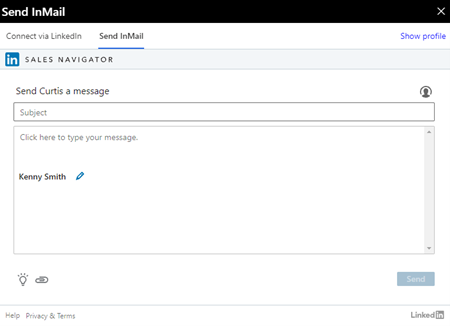 Send InMail
Connect via LinkedIn Send InMail Show profile
in SALES NAVIGATOR
Send Curtis a message
Subject
Click here to type your message.
Kenny Smith
Send
Help Privacy & Terms LinkedIn